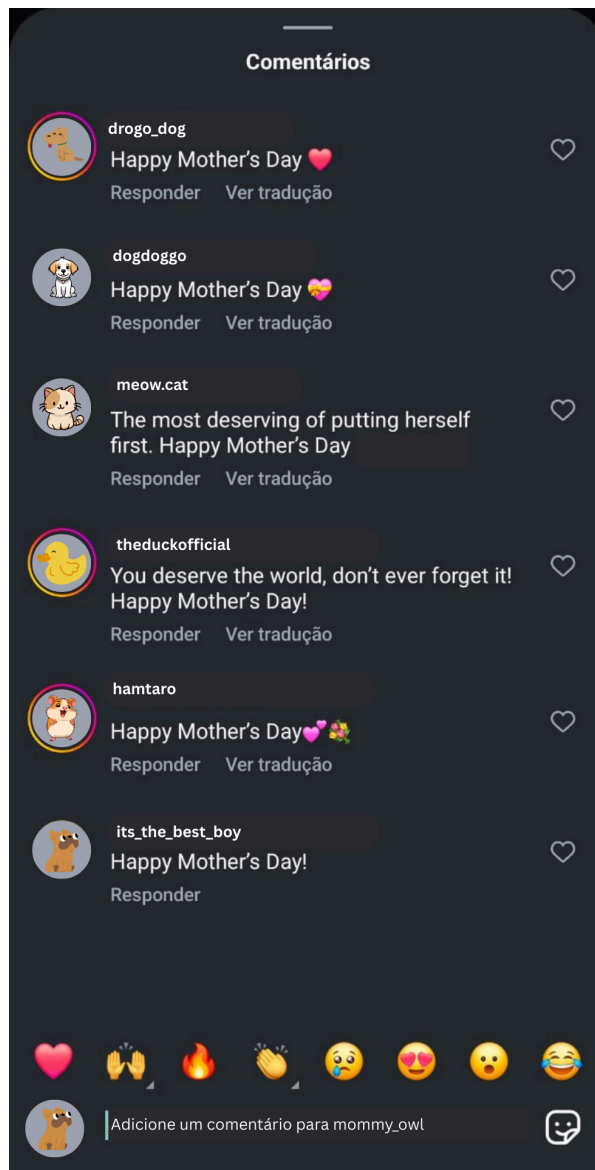 Comentários
drogo_dog
Happy Mother's Day ❤️
Responder Ver tradução
dogdoggo
Happy Mother's Day 💝
Responder Ver tradução
meow.cat
The most deserving of putting herself
first. Happy Mother's Day
Responder Ver tradução
theduckofficial
You deserve the world, don't ever forget it!
Happy Mother's Day!
Responder Ver tradução
hamtaro
Happy Mother's Day💕💐
Responder Ver tradução
its_the_best_boy
Happy Mother's Day!
Responder
Adicione um comentário para mommy_owl